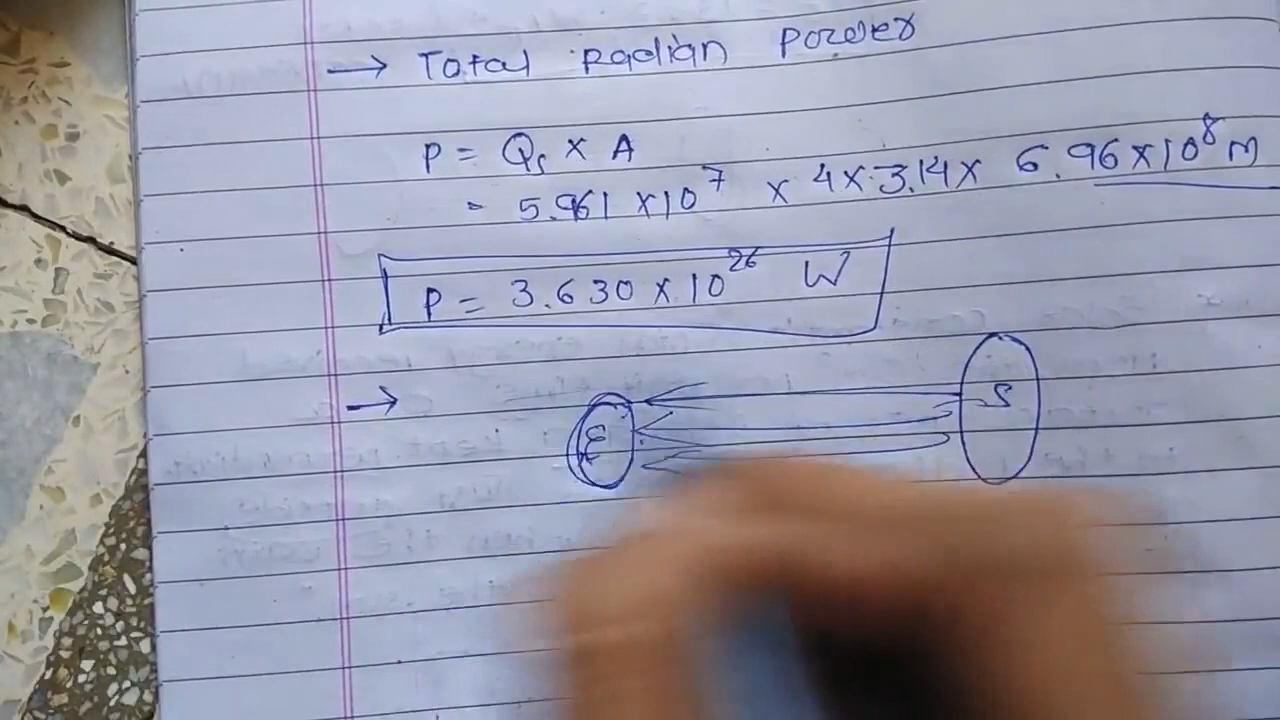 → Total Radian Power
P = Qs × A
= 5.961 × 10⁷ × 4 × 3.14 × 6.96 × 10⁸ m
P = 3.630 × 10²⁶ W
→
E S